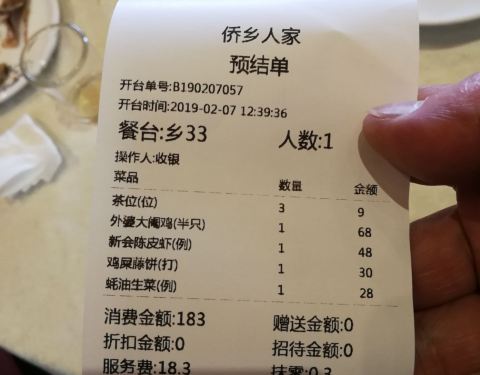 侨乡人家
预结单
开台单号:B190207057
开台时间:2019-02-07 12:39:36
餐台:乡33 人数:1
操作人:收银
菜品 数量 金额
茶位(位) 3 9
外婆大阉鸡(半只) 1 68
新会陈皮虾(例) 1 48
鸡屎藤饼(打) 1 30
蚝油生菜(例) 1 28
消费金额:183 赠送金额:0
折扣金额:0 招待金额:0
服务费:18.3 抹零:0.3